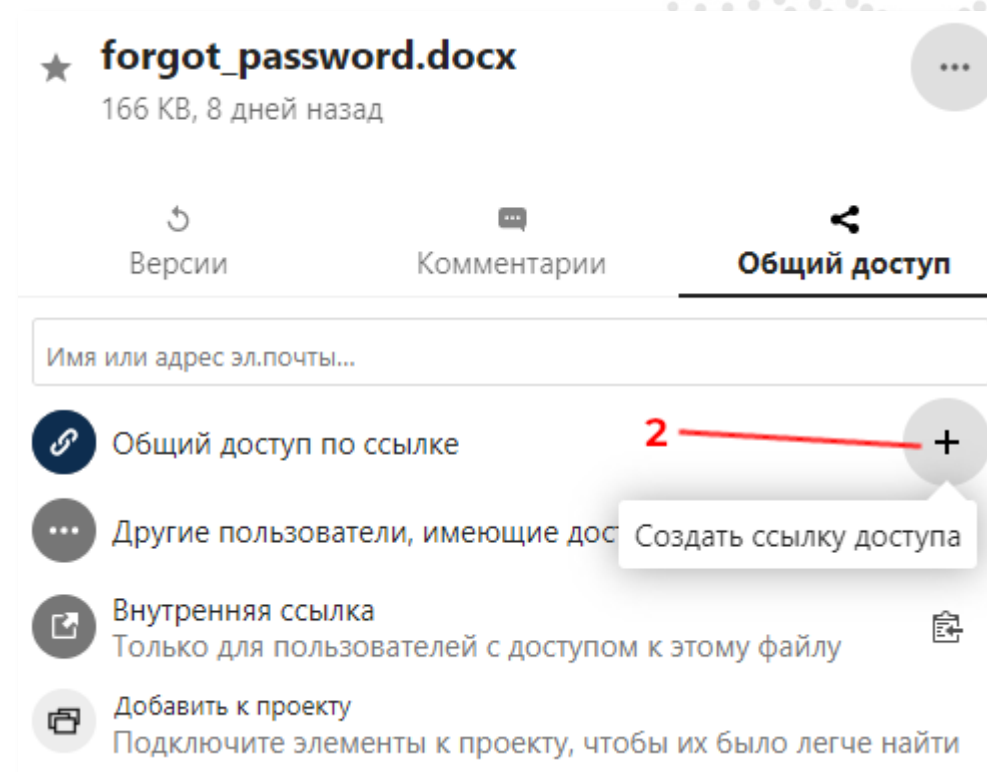 forgot_password.docx
166 KB, 8 дней назад
Версии
Комментарии
Общий доступ
Имя или адрес эл.почты...
Общий доступ по ссылке
2
Другие пользователи, имеющие дос
Создать ссылку доступа
Внутренняя ссылка
Только для пользователей с доступом к этому файлу
Добавить к проекту
Подключите элементы к проекту, чтобы их было легче найти